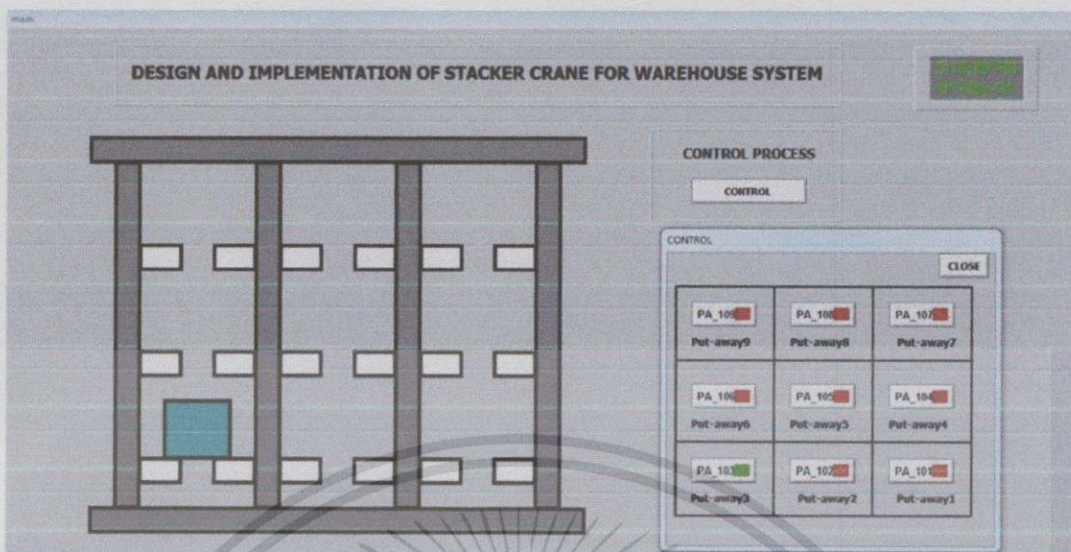 main
DESIGN AND IMPLEMENTATION OF STACKER CRANE FOR WAREHOUSE SYSTEM
CONTROL PROCESS
CONTROL
CONTROL
CLOSE
PA_109 PA_108 PA_107
Put-away9 Put-away8 Put-away7
PA_106 PA_105 PA_104
Put-away6 Put-away5 Put-away4
PA_103 PA_102 PA_101
Put-away3 Put-away2 Put-away1